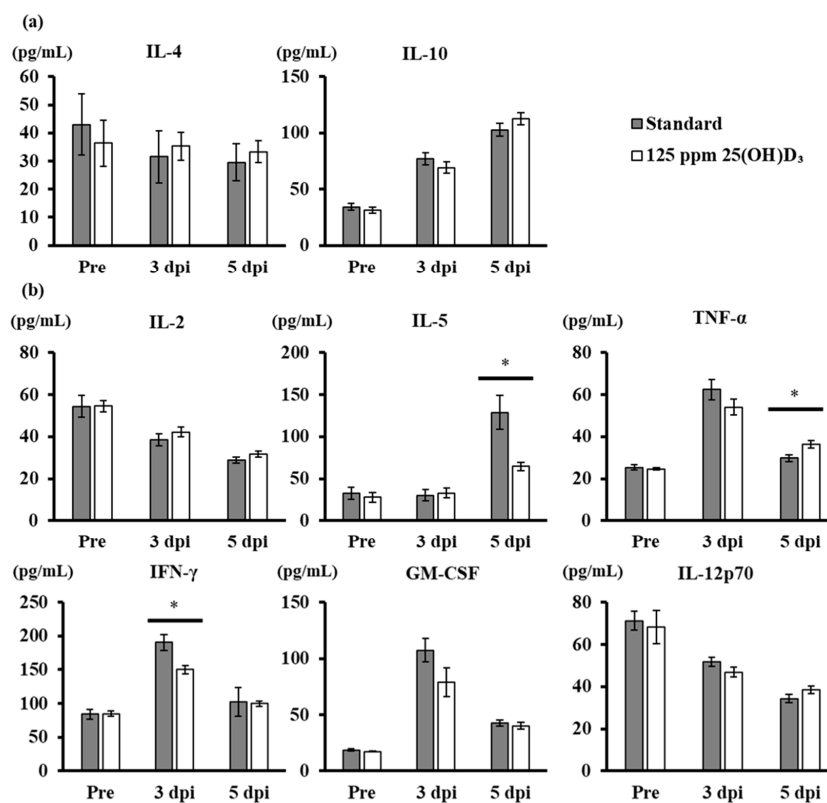 (a)
(pg/mL) IL-4 (pg/mL) IL-10
60
50
40
30
20
10
0
Pre 3 dpi 5 dpi
150
100
50
0
Pre 3 dpi 5 dpi
Standard
125 ppm 25(OH)D₃
(b)
(pg/mL) IL-2 (pg/mL) IL-5 (pg/mL) TNF-α
80
60
40
20
0
Pre 3 dpi 5 dpi
200
150
100
50
0
*
Pre 3 dpi 5 dpi
80
60
40
20
0
*
Pre 3 dpi 5 dpi
(pg/mL) IFN-γ (pg/mL) GM-CSF (pg/mL) IL-12p70
250
200
150
100
50
0
*
Pre 3 dpi 5 dpi
150
100
50
0
Pre 3 dpi 5 dpi
80
60
40
20
0
Pre 3 dpi 5 dpi